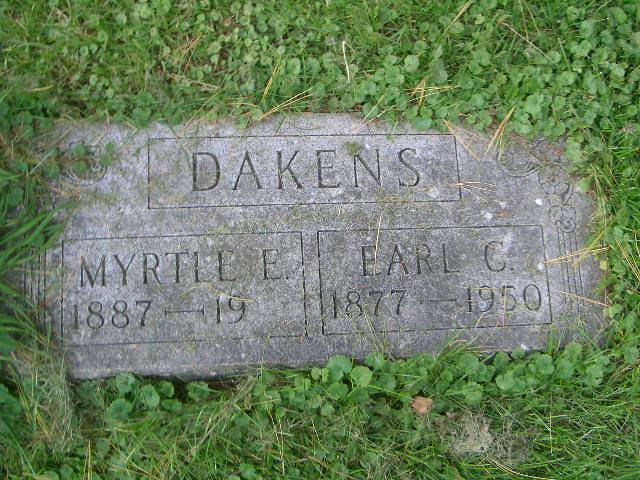 DAKENS
MYRTLE E.
1887—19
EARL C.
1877—1950